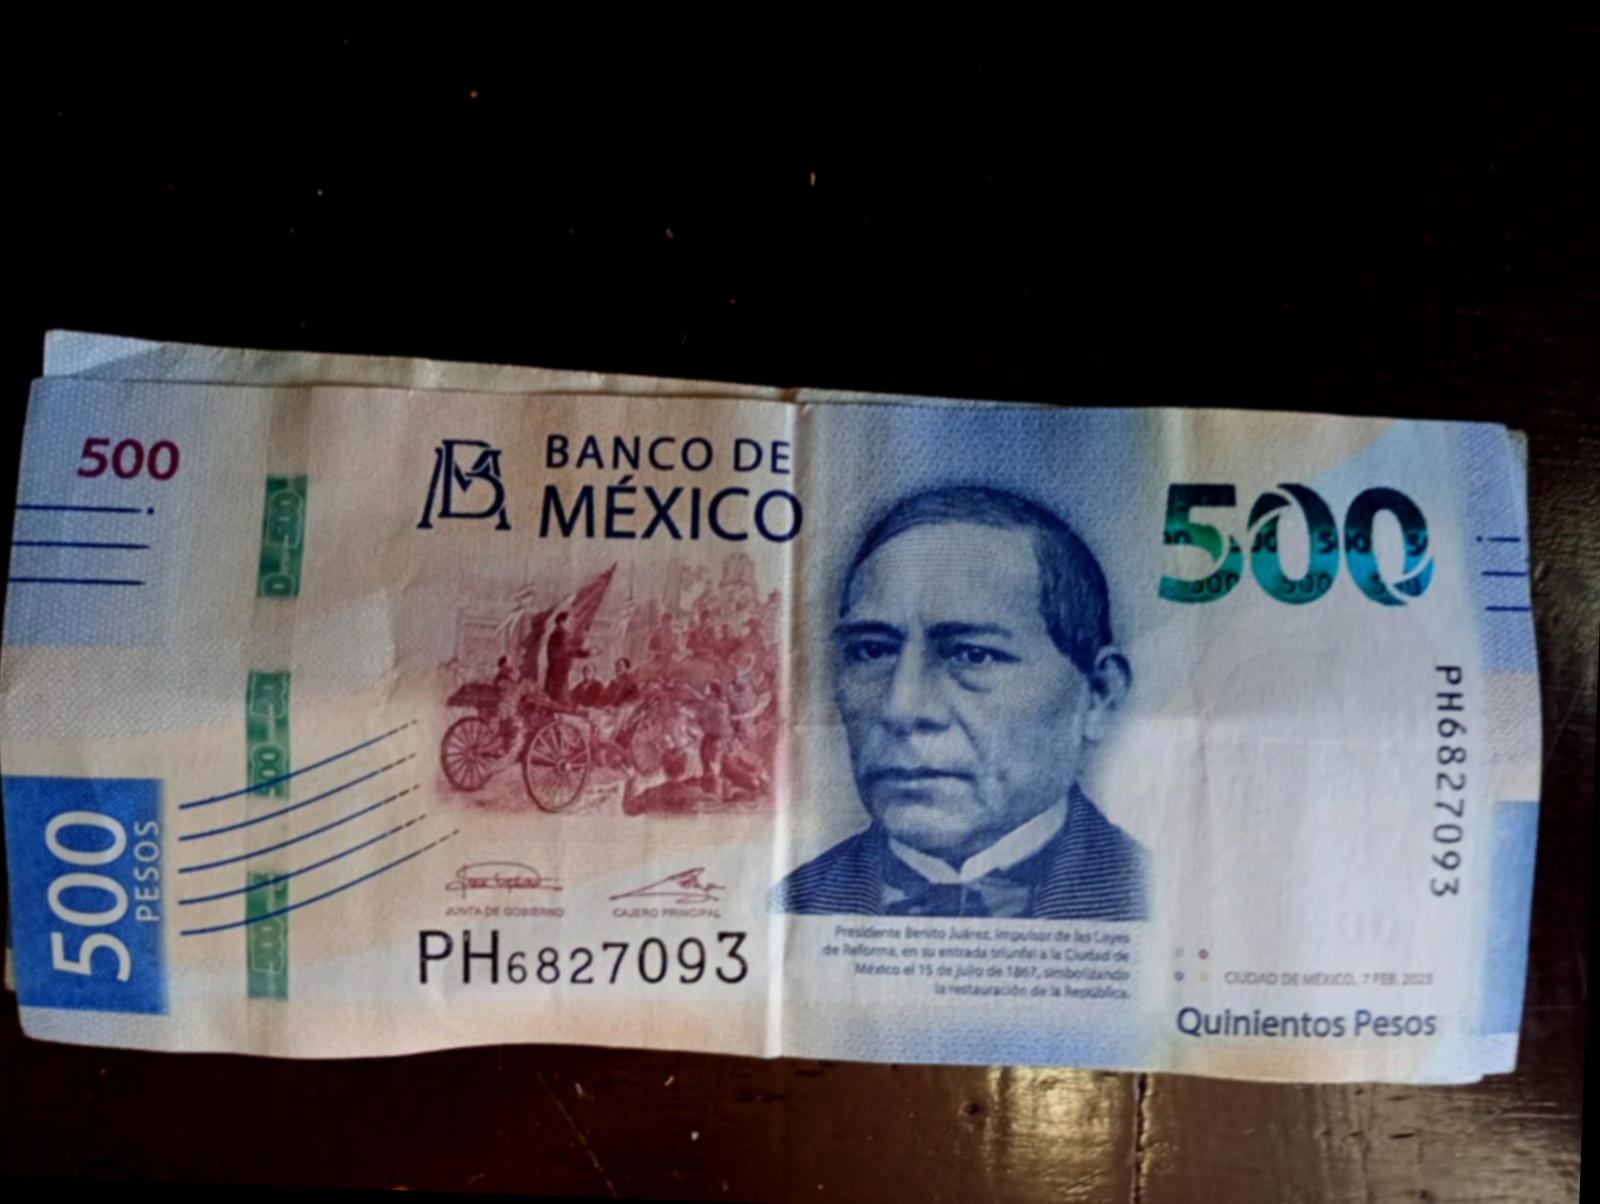 500
BANCO DE
MÉXICO
500
500 PESOS
JUNTA DE GOBIERNO
CAJERO PRINCIPAL
PH6827093
PH6827093
Presidente Benito Juárez, impulsor de las Leyes
de Reforma, en su entrada triunfal a la Ciudad de
México el 15 de julio de 1867, simbolizando
la restauración de la República.
CIUDAD DE MÉXICO, 7 FEB. 2023
Quinientos Pesos